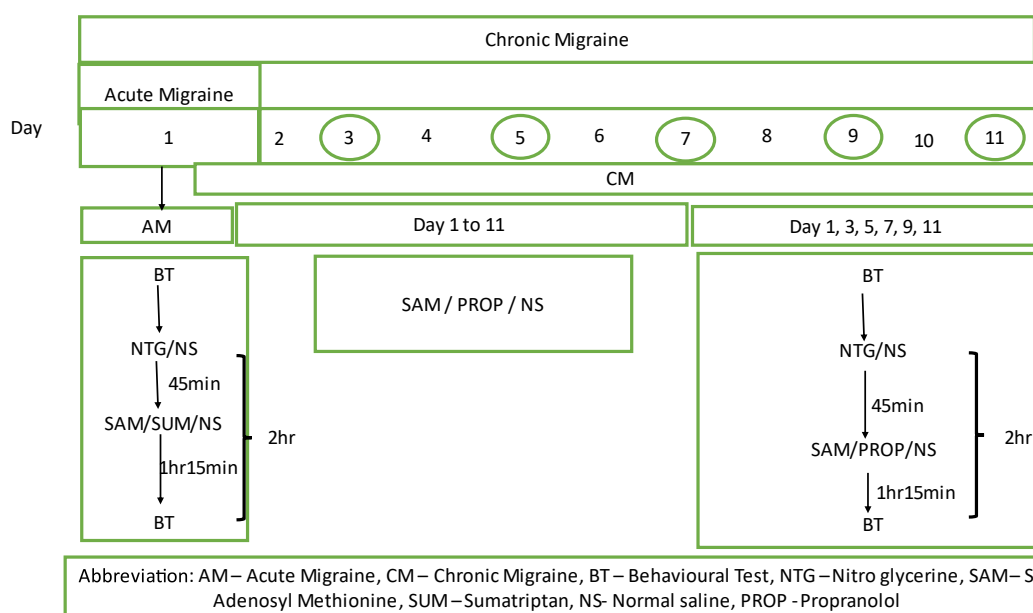 Chronic Migraine
Acute Migraine
Day 1 2 3 4 5 6 7 8 9 10 11
CM
AM Day 1 to 11 Day 1, 3, 5, 7, 9, 11
BT
NTG/NS
45min
SAM/SUM/NS
1hr15min
BT
2hr
SAM / PROP / NS
BT
NTG/NS
45min
SAM/PROP/NS
1hr15min
BT
2hr
Abbreviation: AM – Acute Migraine, CM – Chronic Migraine, BT – Behavioural Test, NTG – Nitro glycerine, SAM – S
Adenosyl Methionine, SUM – Sumatriptan, NS- Normal saline, PROP - Propranolol